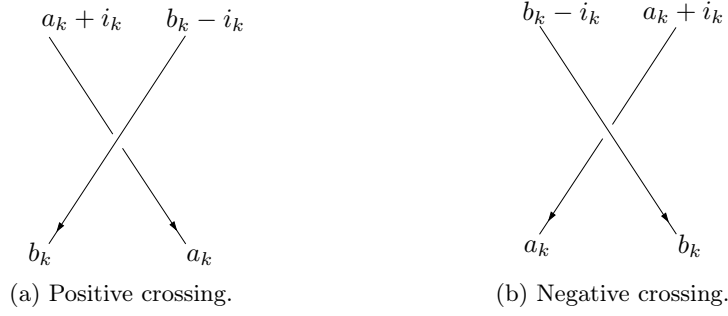 a_k + i_k b_k − i_k b_k − i_k a_k + i_k
b_k a_k a_k b_k
(a) Positive crossing. (b) Negative crossing.